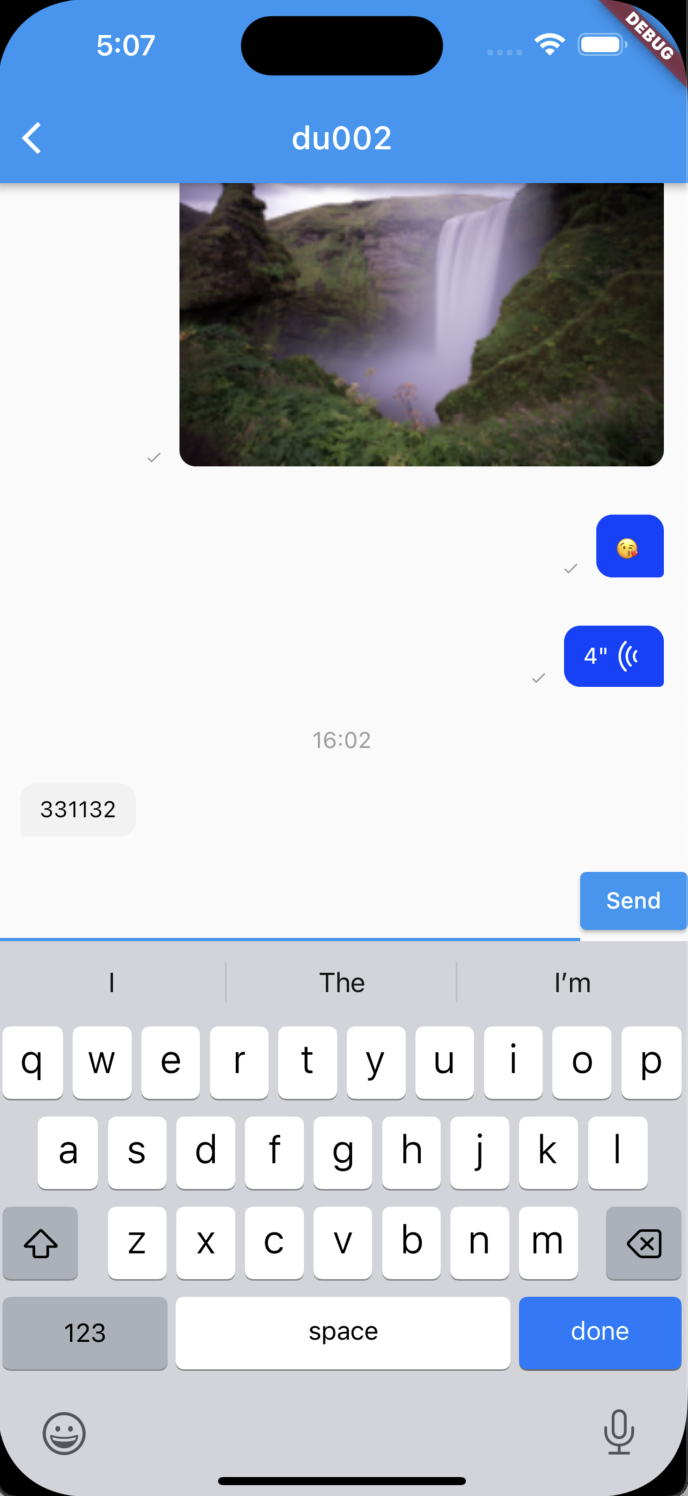 5:07
DEBUG
du002
4"
16:02
331132
Send
I
The
I’m
q w e r t y u i o p
a s d f g h j k l
z x c v b n m
123
space
done